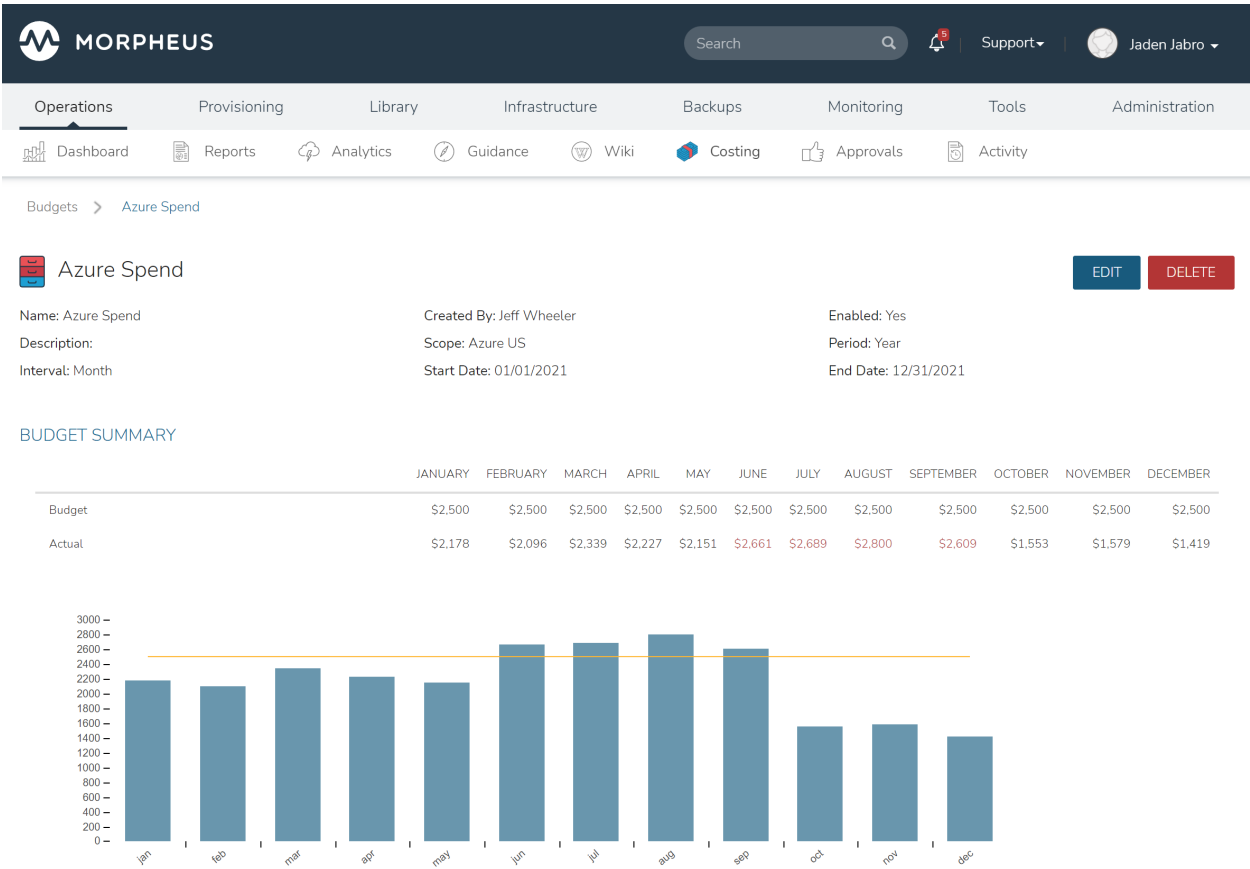 MORPHEUS
Search
5
Support
Jaden Jabro
Operations Provisioning Library Infrastructure Backups Monitoring Tools Administration
Dashboard Reports Analytics Guidance Wiki Costing Approvals Activity
Budgets Azure Spend
Azure Spend
EDIT DELETE
Name: Azure Spend Created By: Jeff Wheeler Enabled: Yes
Description: Scope: Azure US Period: Year
Interval: Month Start Date: 01/01/2021 End Date: 12/31/2021
BUDGET SUMMARY
JANUARY FEBRUARY MARCH APRIL MAY JUNE JULY AUGUST SEPTEMBER OCTOBER NOVEMBER DECEMBER
Budget $2,500 $2,500 $2,500 $2,500 $2,500 $2,500 $2,500 $2,500 $2,500 $2,500 $2,500 $2,500
Actual $2,178 $2,096 $2,339 $2,227 $2,151 $2,661 $2,689 $2,800 $2,609 $1,553 $1,579 $1,419
3000
2800
2600
2400
2200
2000
1800
1600
1400
1200
1000
800
600
400
200
0
jan feb mar apr may jun jul aug sep oct nov dec